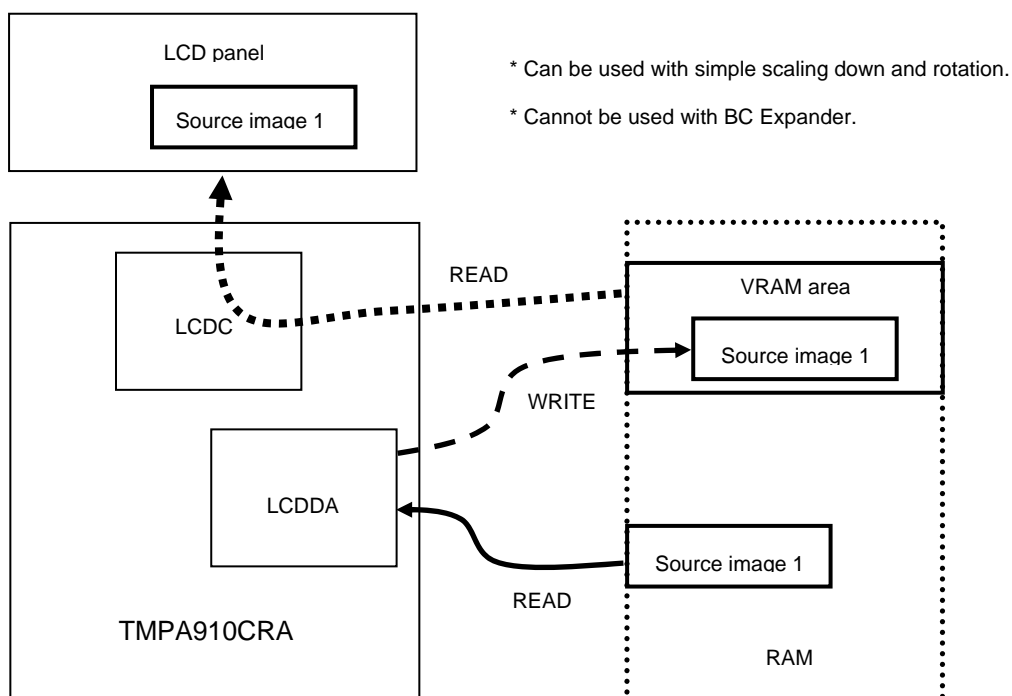 LCD panel
Source image 1
* Can be used with simple scaling down and rotation.
* Cannot be used with BC Expander.
READ
VRAM area
LCDC
Source image 1
WRITE
LCDDA
Source image 1
READ
TMPA910CRA
RAM